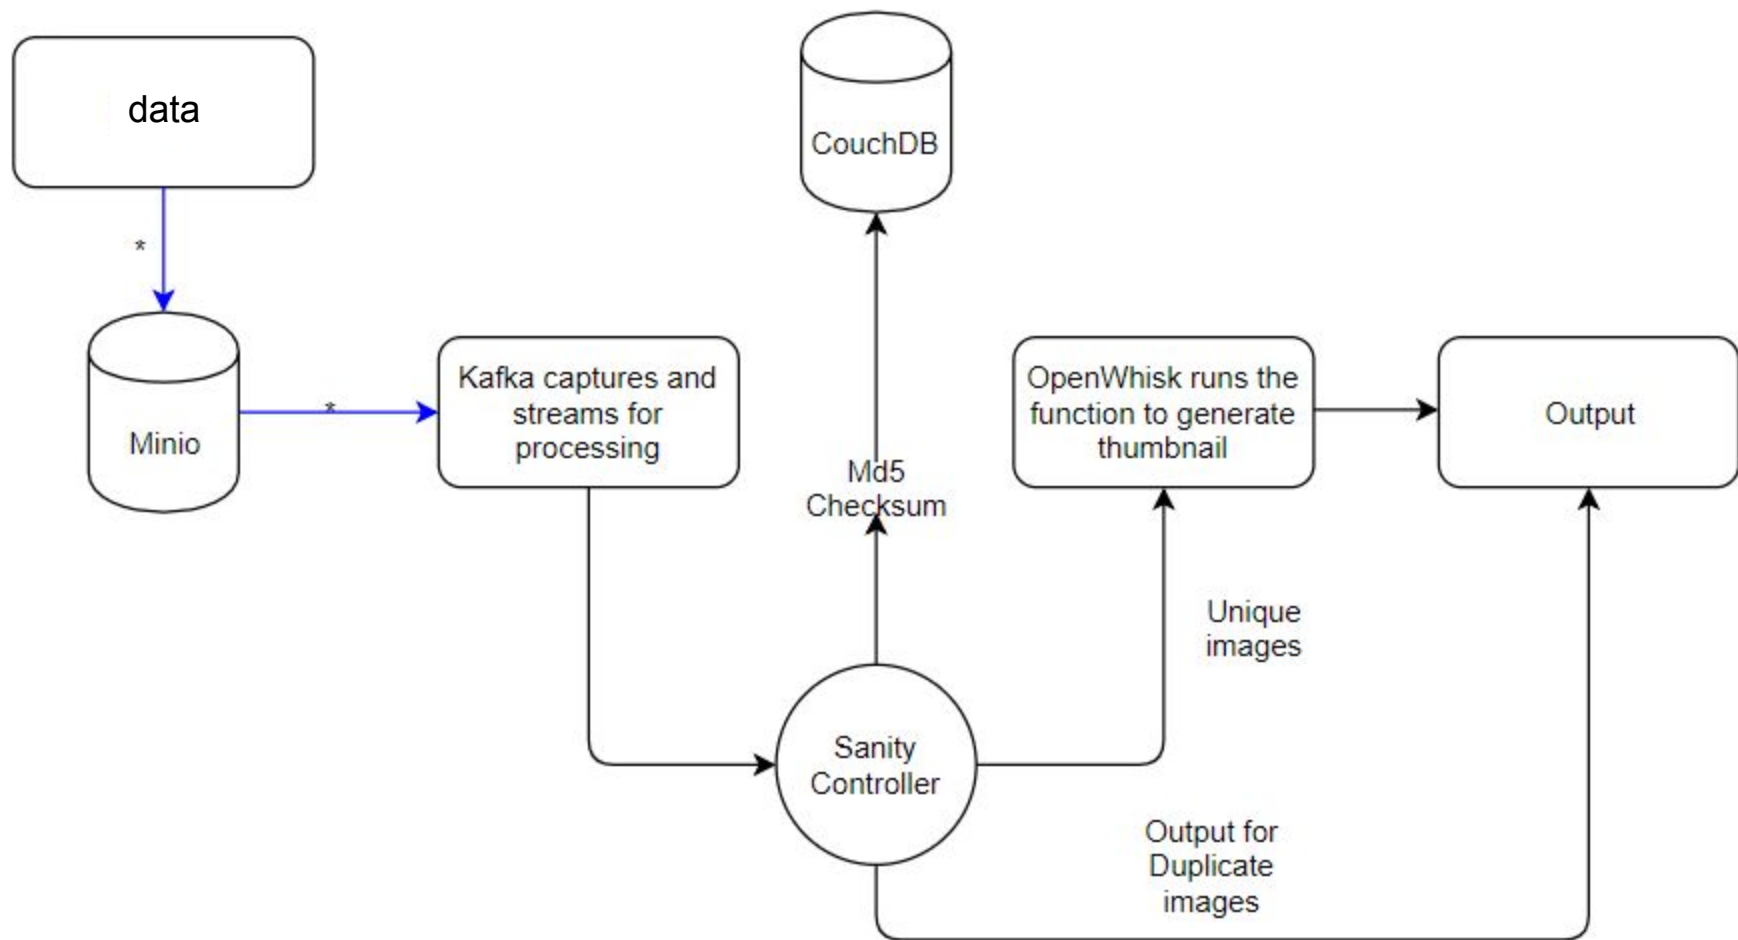 data
*
Minio
*
Kafka captures and
streams for
processing
CouchDB
Md5
Checksum
Sanity
Controller
OpenWhisk runs the
function to generate
thumbnail
Output
Unique
images
Output for
Duplicate
images